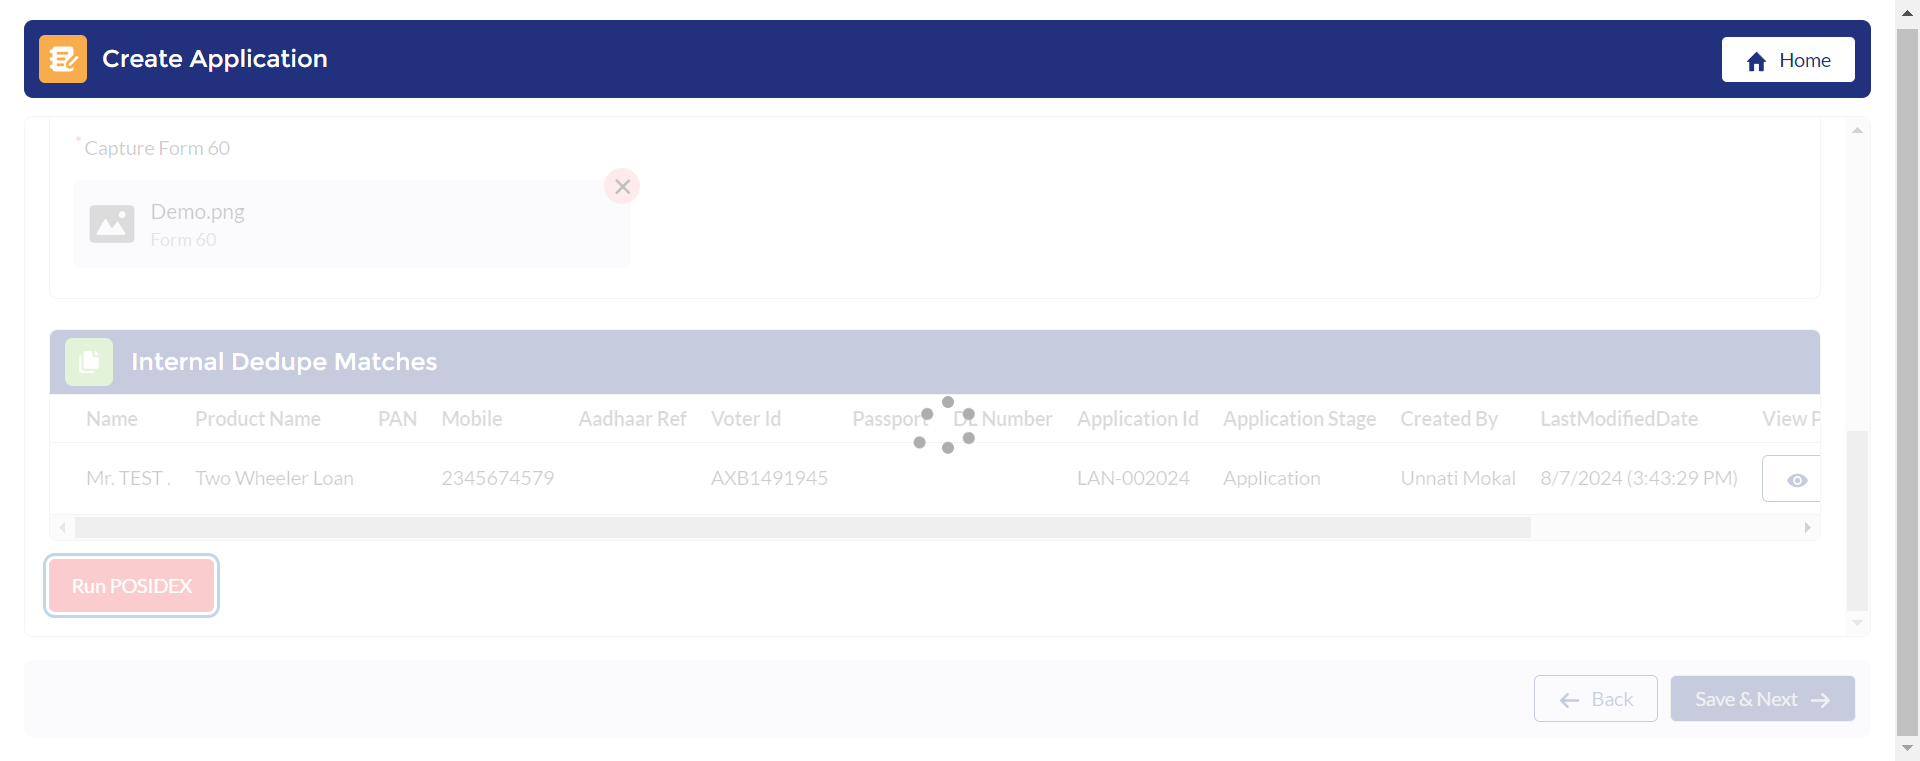 Create Application
Home
* Capture Form 60
Demo.png
Form 60
Internal Dedupe Matches
Name Product Name PAN Mobile Aadhaar Ref Voter Id Passport DL Number Application Id Application Stage Created By LastModifiedDate View P
Mr. TEST . Two Wheeler Loan 2345674579 AXB1491945 LAN-002024 Application Unnati Mokal 8/7/2024 (3:43:29 PM)
Run POSIDEX
Back Save & Next